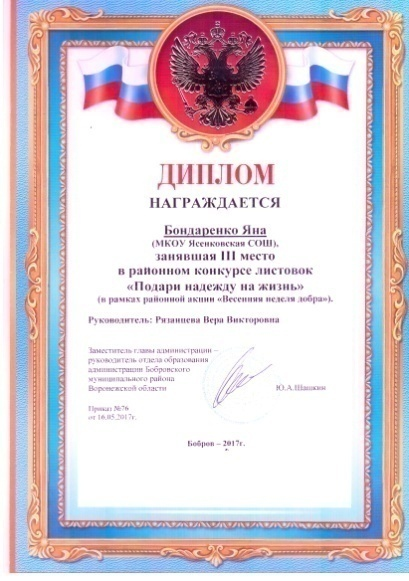 ДИПЛОМ
НАГРАЖДАЕТСЯ
Бондаренко Яна
(МКОУ Ясенковская СОШ),
занявшая III место
в районном конкурсе листовок
«Подари надежду на жизнь»
(в рамках районной акции «Весенняя неделя добра»).
Руководитель: Рязанцева Вера Викторовна
Заместитель главы администрации –
руководитель отдела образования
администрации Бобровского
муниципального района
Воронежской области Ю.А.Шашкин
Приказ №76
от 16.05.2017г.
Бобров – 2017г.